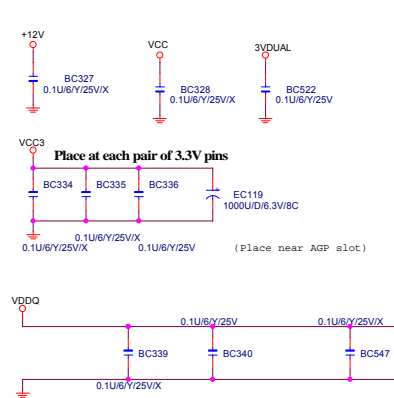 +12V
VCC
3VDUAL
BC327
0.1U/6/Y/25V/X
BC328
0.1U/6/Y/25V/X
BC522
0.1U/6/Y/25V
VCC3
Place at each pair of 3.3V pins
BC334
BC335
BC336
EC119
1000U/D/6.3V/8C
0.1U/6/Y/25V/X
0.1U/6/Y/25V/X
0.1U/6/Y/25V
(Place near AGP slot)
VDDQ
0.1U/6/Y/25V
0.1U/6/Y/25V/X
BC339
BC340
BC547
0.1U/6/Y/25V/X